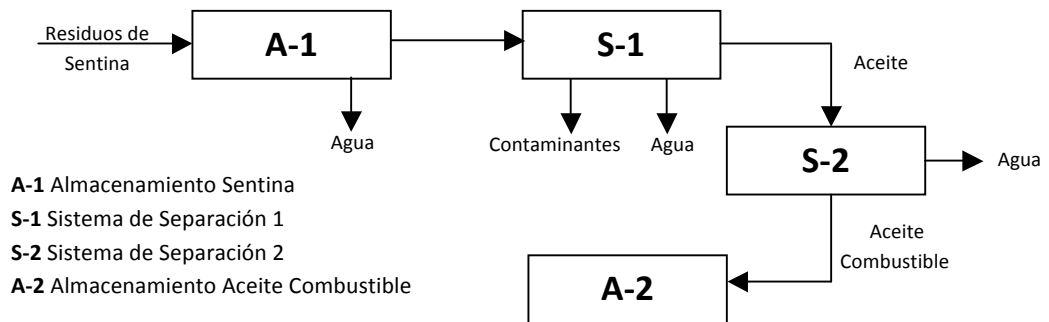 Residuos de
Sentina
A-1
S-1
Aceite
Agua
Contaminantes
Agua
S-2
Agua
A-1 Almacenamiento Sentina
S-1 Sistema de Separación 1
S-2 Sistema de Separación 2
A-2 Almacenamiento Aceite Combustible
Aceite
Combustible
A-2